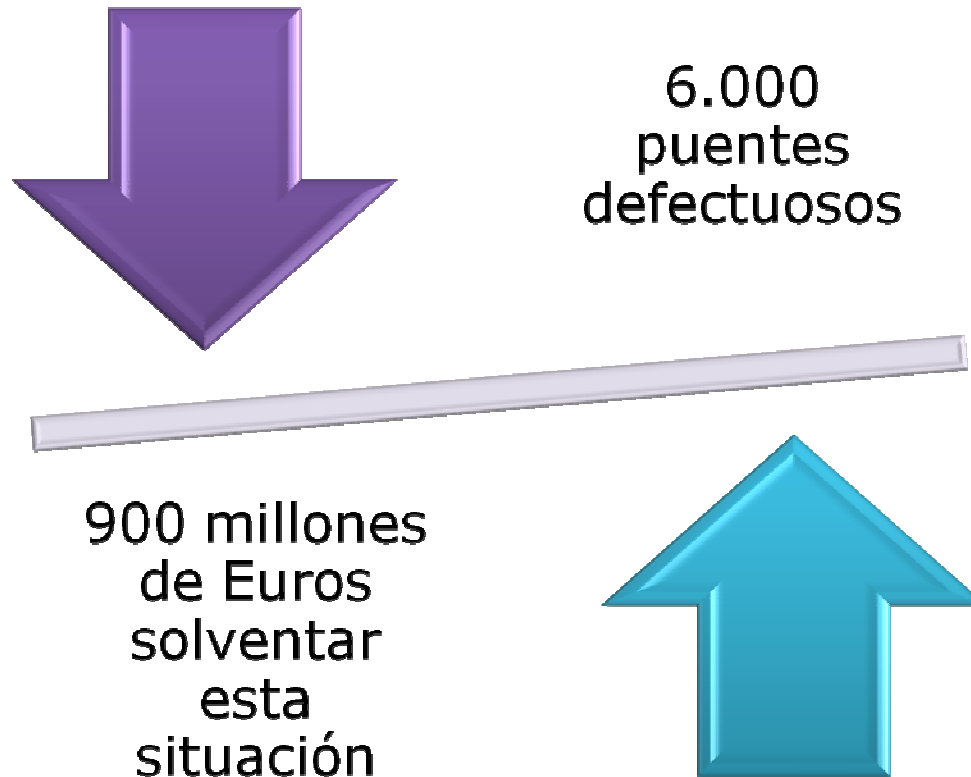 6.000
puentes
defectuosos
900 millones
de Euros
solventar
esta
situación